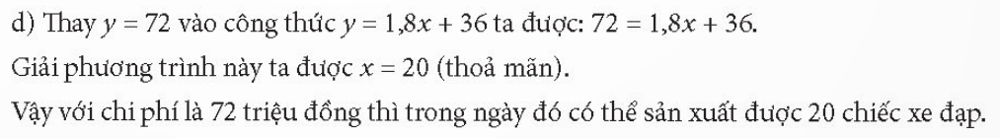 d) Thay y = 72 vào công thức y = 1,8x + 36 ta được: 72 = 1,8x + 36.
Giải phương trình này ta được x = 20 (thoả mãn).
Vậy với chi phí là 72 triệu đồng thì trong ngày đó có thể sản xuất được 20 chiếc xe đạp.